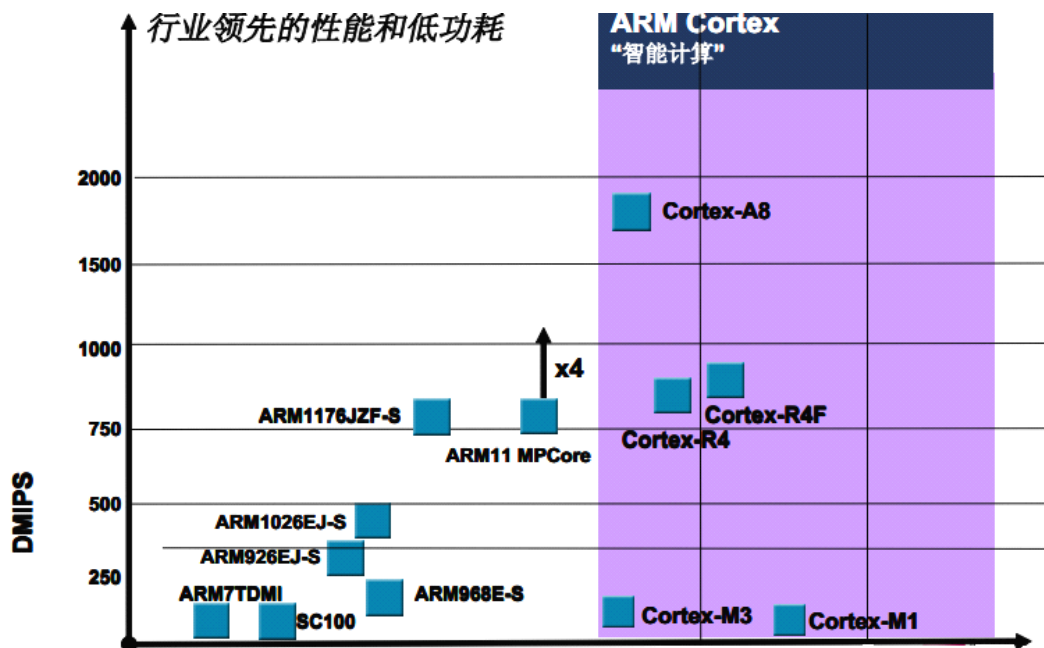 行业领先的性能和低功耗
ARM Cortex
“智能计算”
2000
Cortex-A8
1500
1000
x4
ARM1176JZF-S
Cortex-R4F
750
Cortex-R4
ARM11 MPCore
DMIPS
500
ARM1026EJ-S
ARM926EJ-S
250
ARM7TDMI
ARM968E-S
SC100
Cortex-M3
Cortex-M1